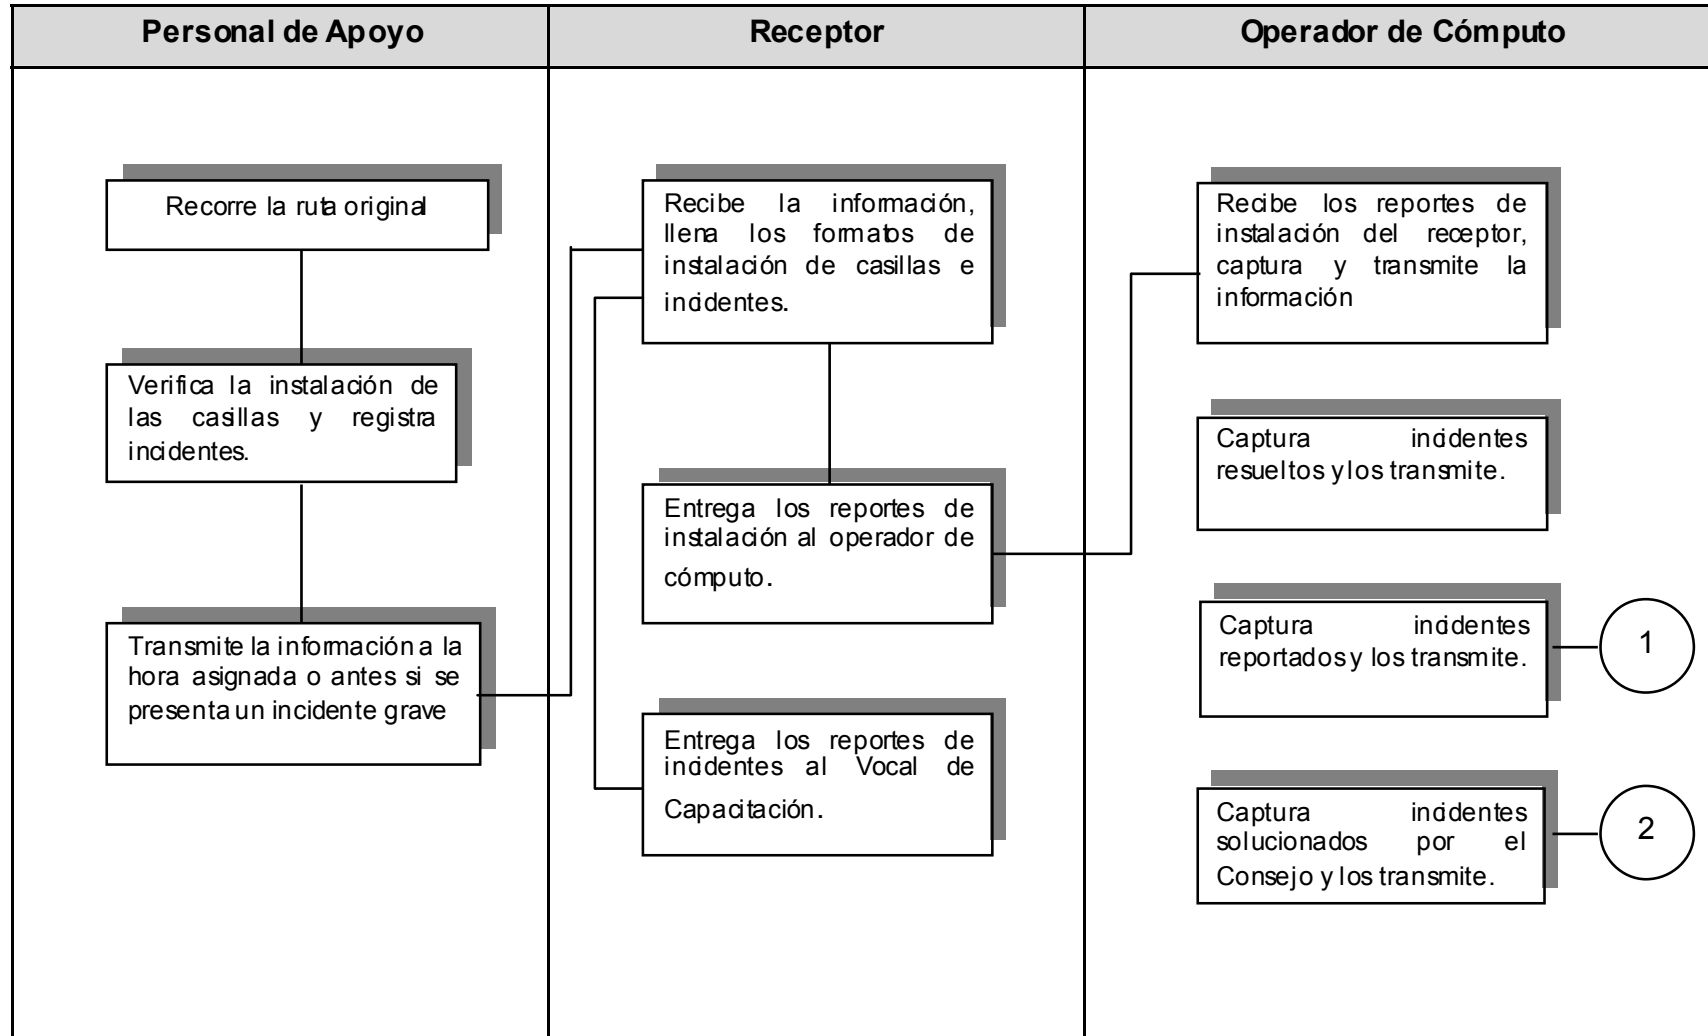 Personal de Apoyo
Receptor
Operador de Cómputo
Recorre la ruta original
Verifica la instalación de
las casillas y registra
incidentes.
Transmite la información a la
hora asignada o antes si se
presenta un incidente grave
Recibe la información,
llena los formatos de
instalación de casillas e
incidentes.
Entrega los reportes de
instalación al operador de
cómputo.
Entrega los reportes de
incidentes al Vocal de
Capacitación.
Recibe los reportes de
instalación del receptor,
captura y transmite la
información
Captura incidentes
resueltos y los transmite.
Captura incidentes
reportados y los transmite.
1
Captura incidentes
solucionados por el
Consejo y los transmite.
2